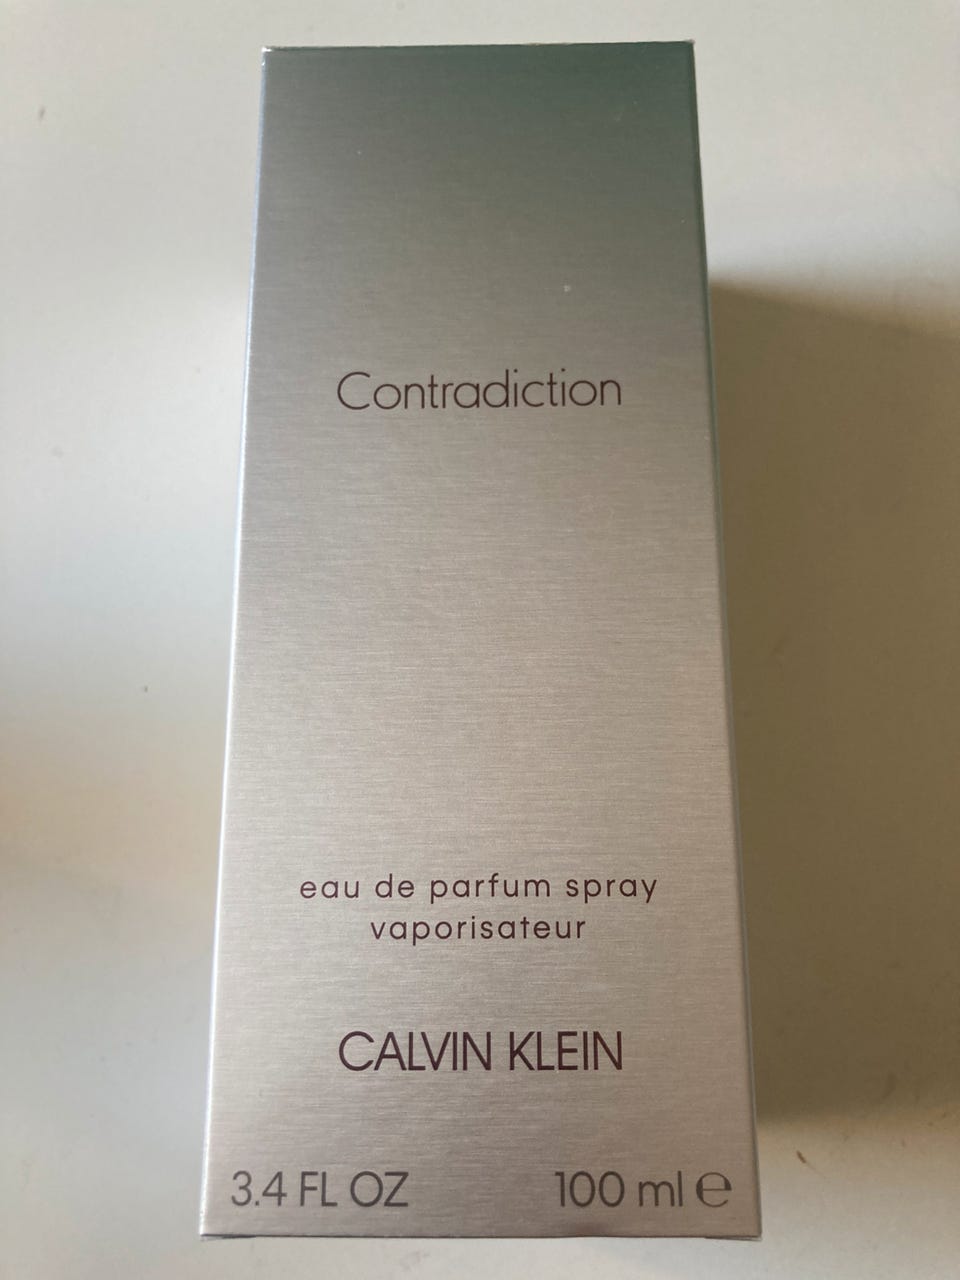 Contradiction
eau de parfum spray
vaporisateur
CALVIN KLEIN
3.4 FL OZ 100 ml ℮